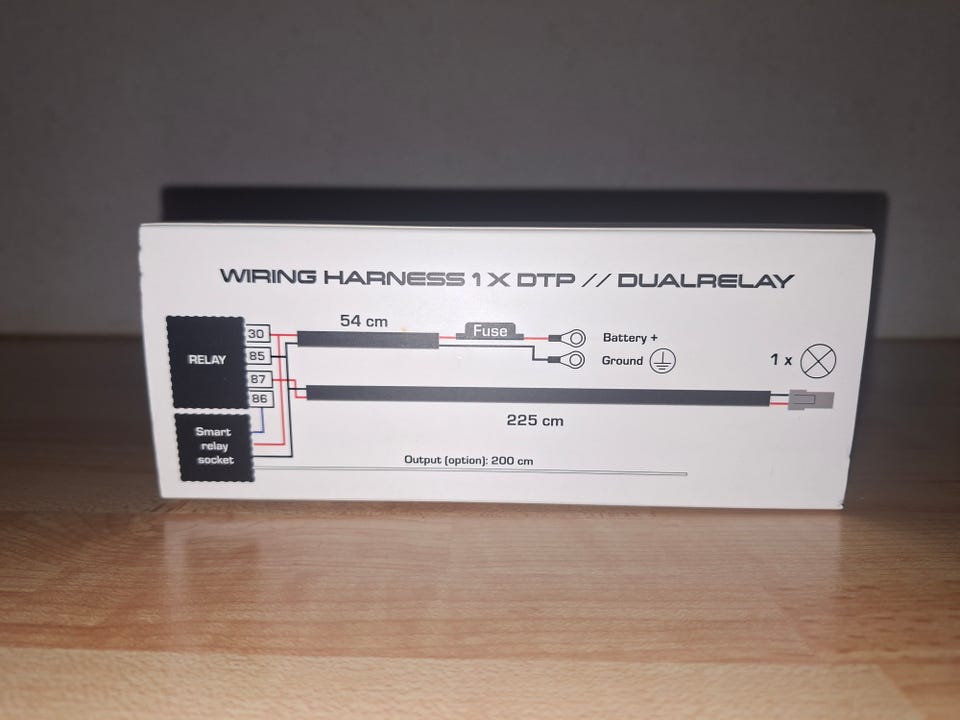 WIRING HARNESS 1 X DTP // DUALRELAY
54 cm
Fuse
30
Battery +
RELAY
85
Ground
1 x
87
86
225 cm
Smart
relay
socket
Output (option): 200 cm